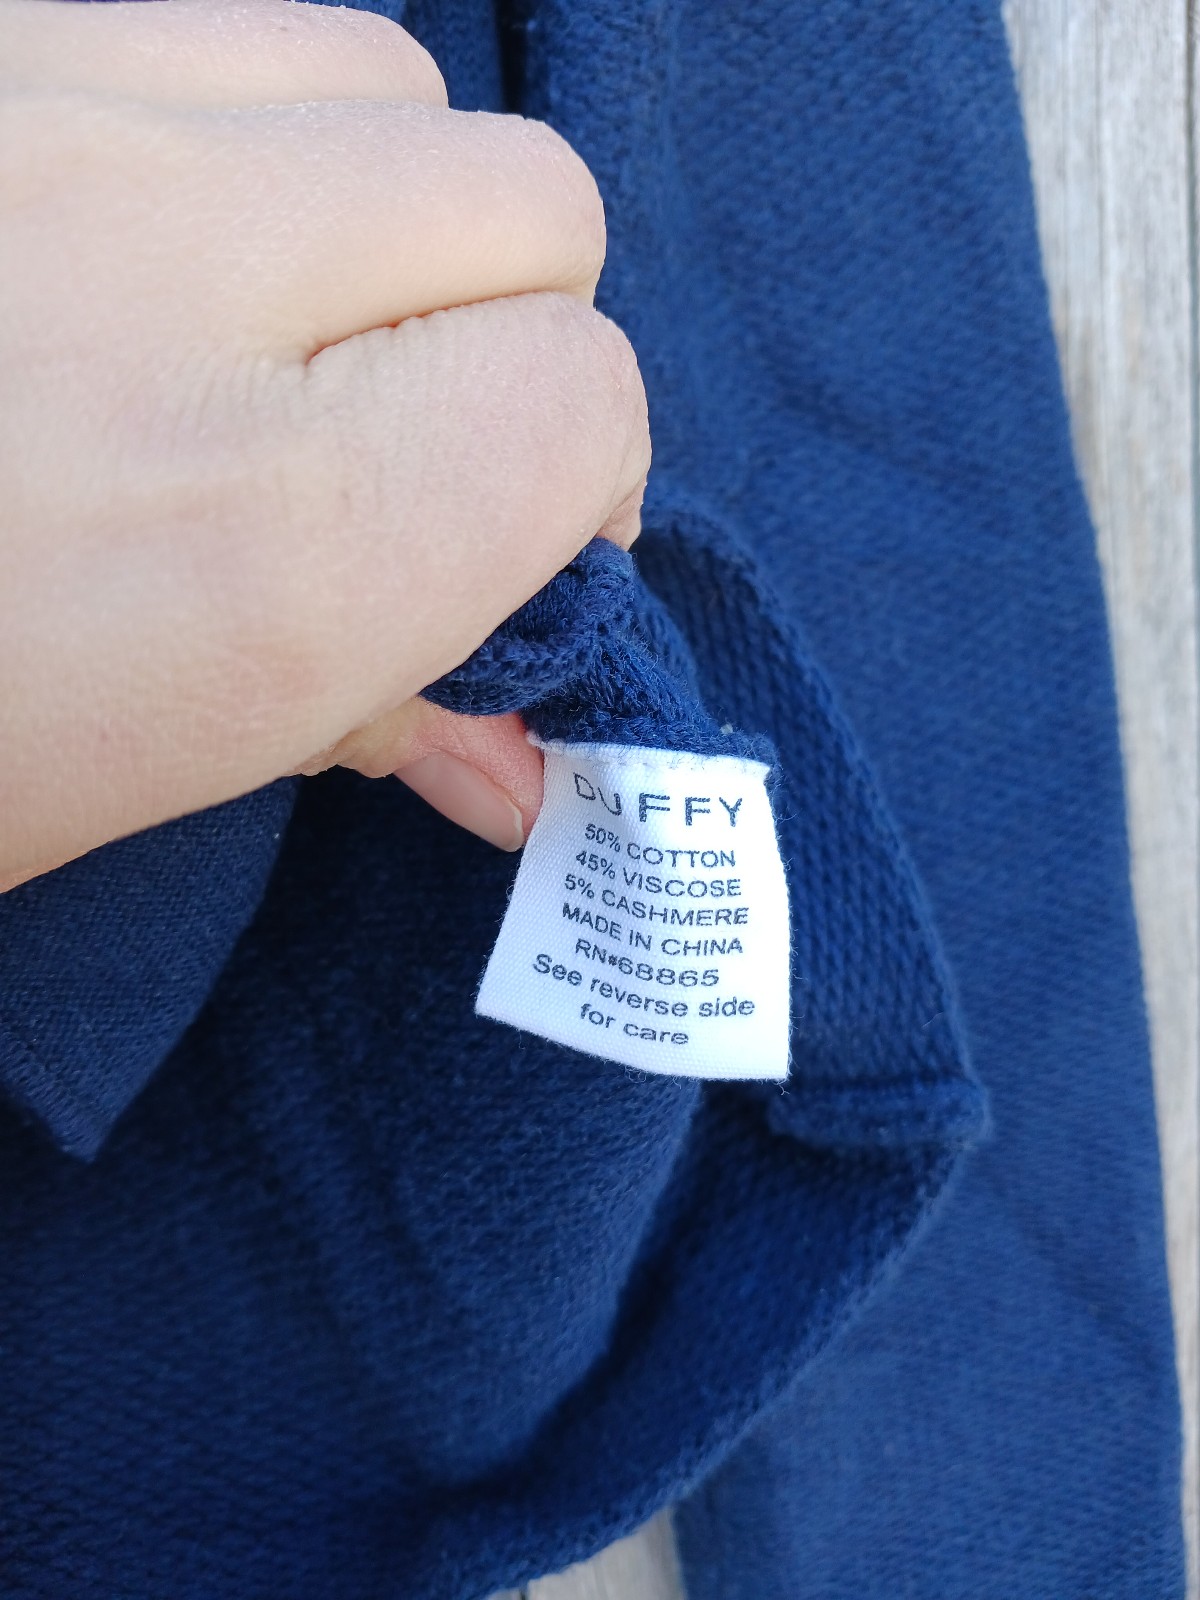 DUFFY
50% COTTON
45% VISCOSE
5% CASHMERE
MADE IN CHINA
RN#68865
See reverse side
for care